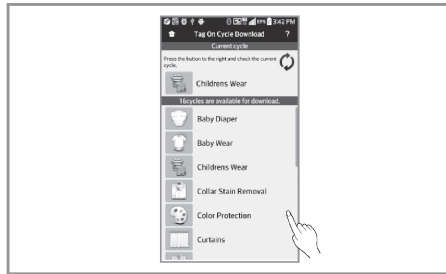 89% 3:42 PM
Tag On Cycle Download ?
Current cycle
Press the button to the right and check the current
cycle.
Childrens Wear
16cycles are available for download.
Baby Diaper
Baby Wear
Childrens Wear
Collar Stain Removal
Color Protection
Curtains